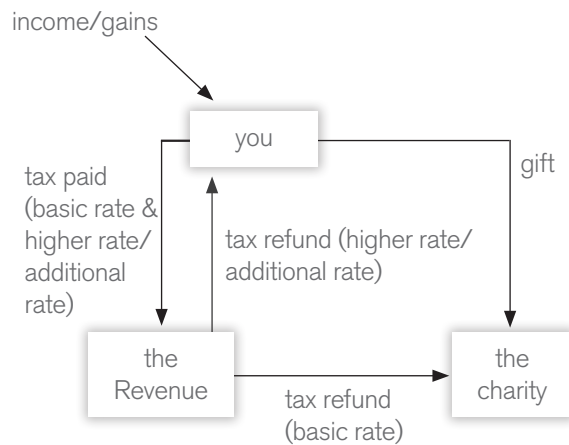 income/gains
you
tax paid
(basic rate &
higher rate/
additional
rate)
gift
tax refund (higher rate/
additional rate)
the
Revenue
the
charity
tax refund
(basic rate)